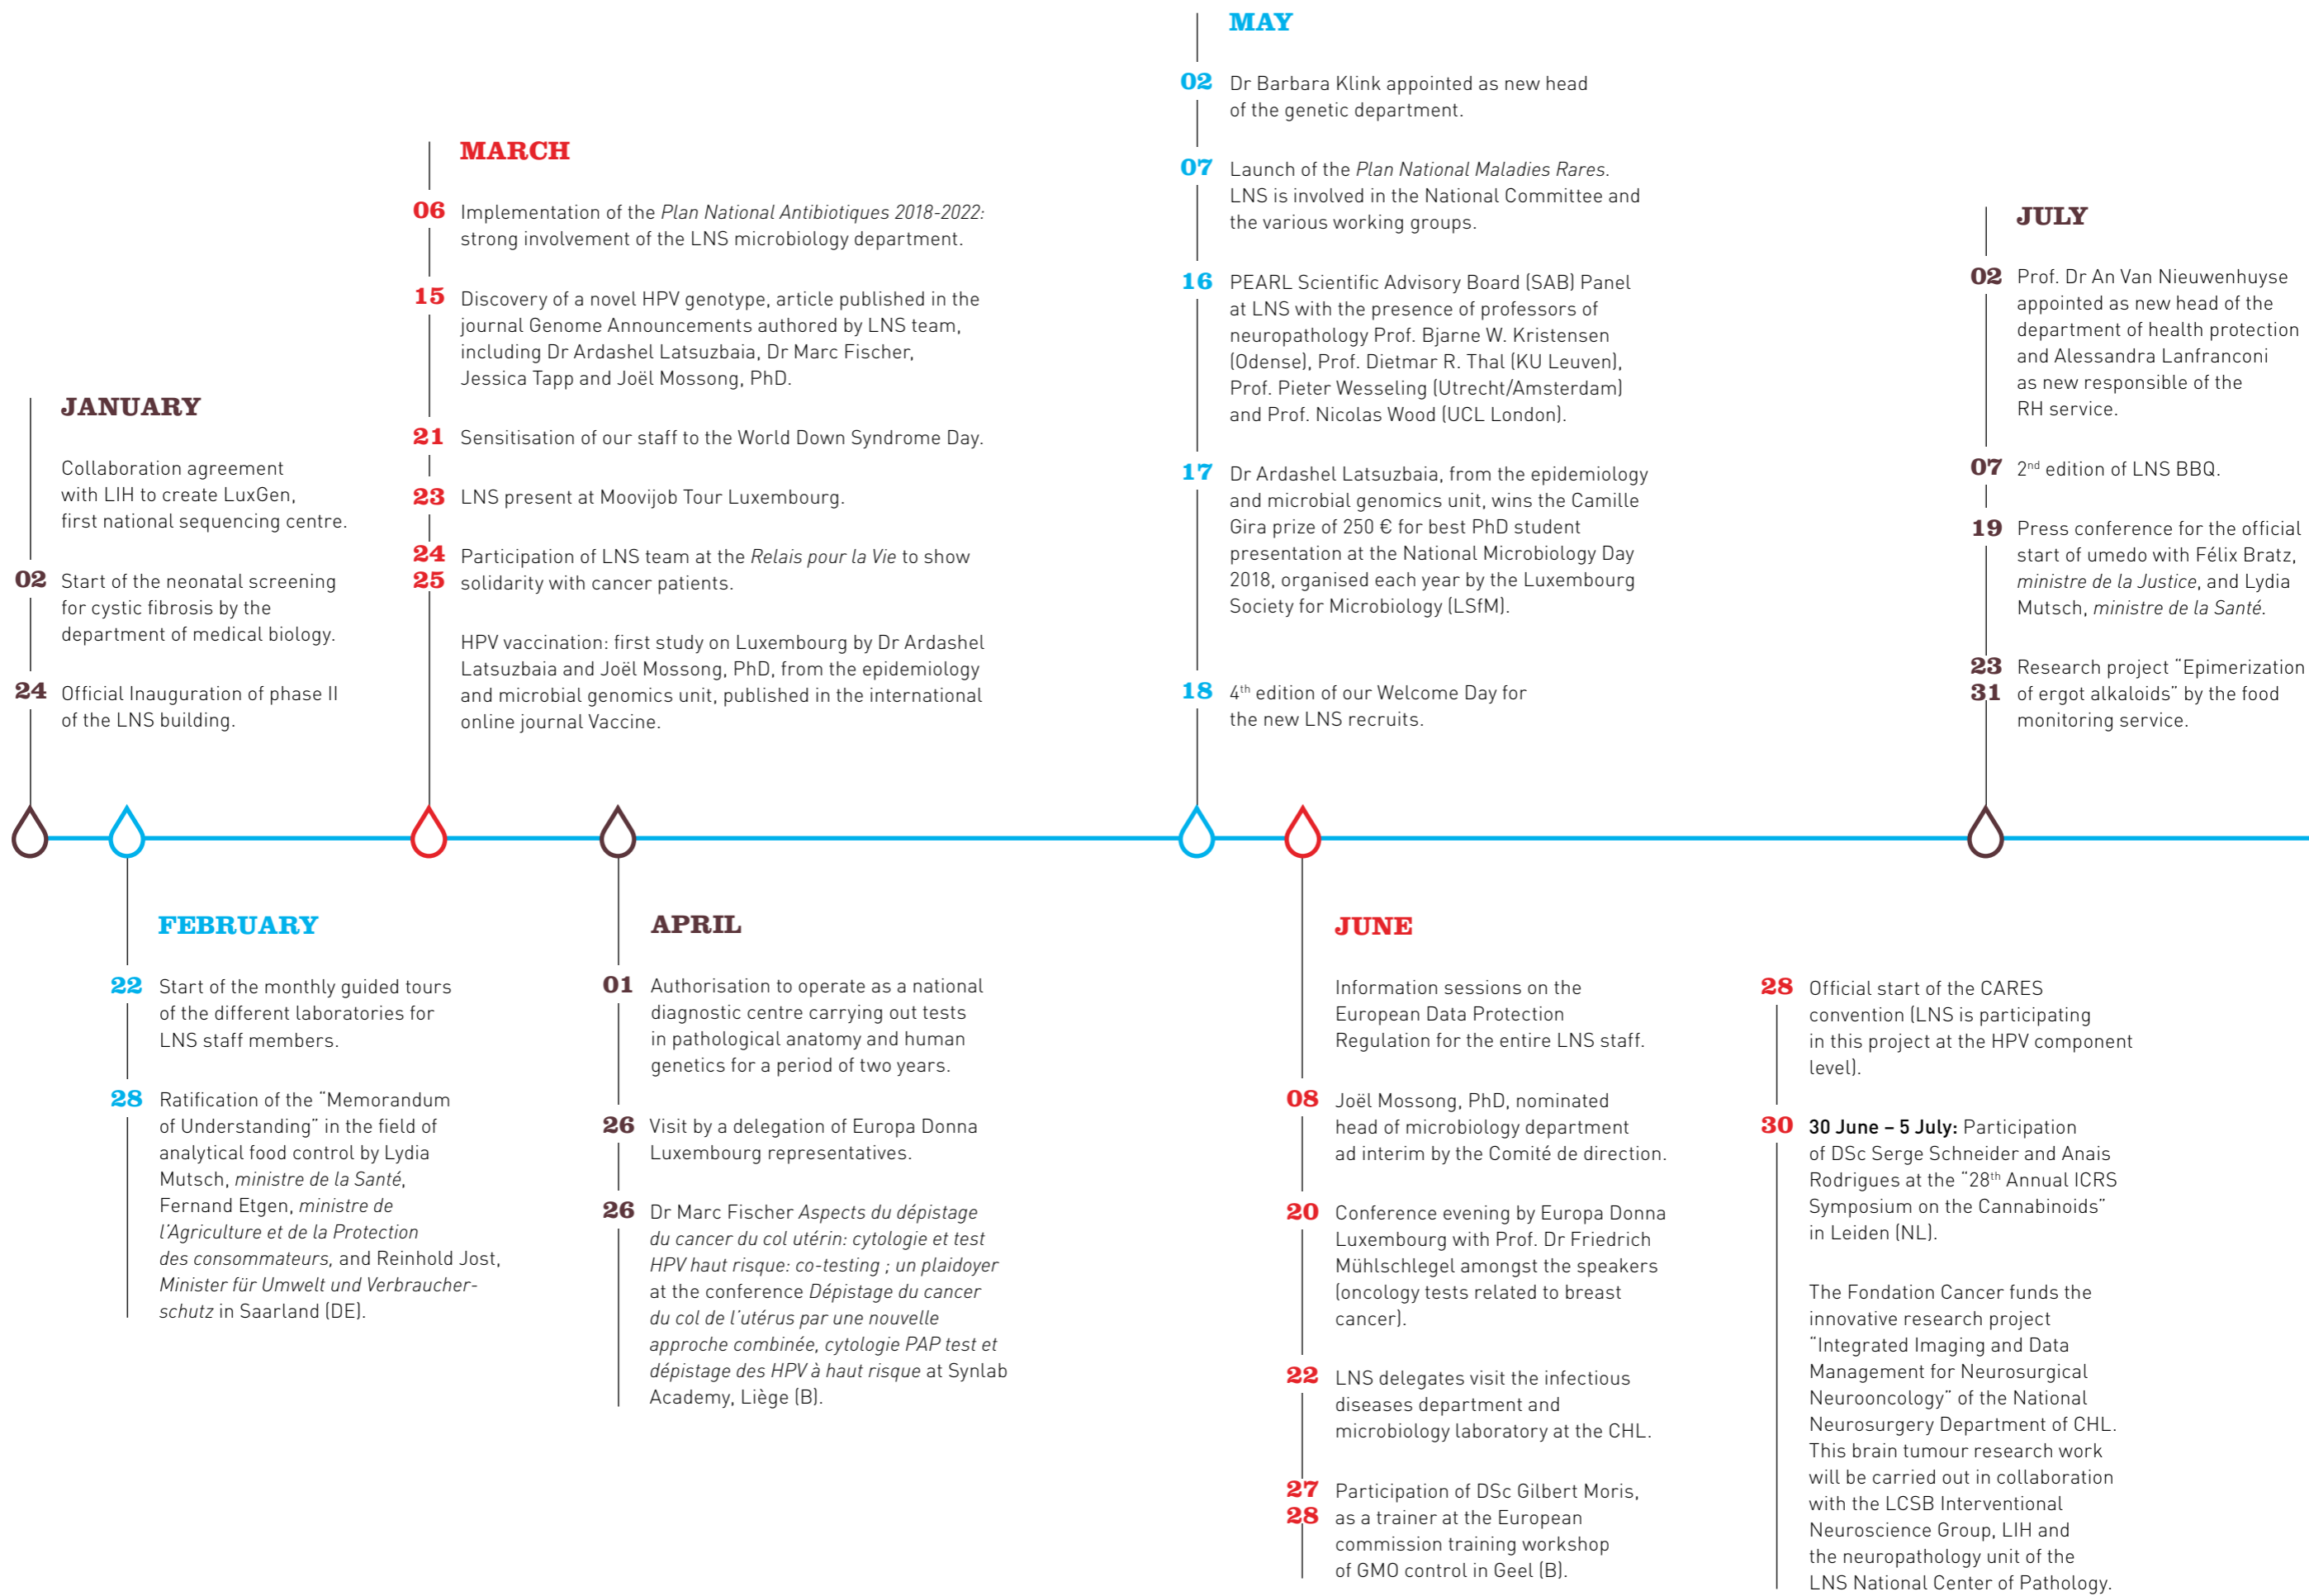 JANUARY
Collaboration agreement
with LIH to create LuxGen,
first national sequencing centre.
02 Start of the neonatal screening
for cystic fibrosis by the
department of medical biology.
24 Official Inauguration of phase II
of the LNS building.
FEBRUARY
22 Start of the monthly guided tours
of the different laboratories for
LNS staff members.
28 Ratification of the “Memorandum
of Understanding” in the field of
analytical food control by Lydia
Mutsch, ministre de la Santé,
Fernand Etgen, ministre de
l’Agriculture et de la Protection
des consommateurs, and Reinhold Jost,
Minister für Umwelt und Verbraucher-
schutz in Saarland (DE).
MARCH
06 Implementation of the Plan National Antibiotiques 2018-2022:
strong involvement of the LNS microbiology department.
15 Discovery of a novel HPV genotype, article published in the
journal Genome Announcements authored by LNS team,
including Dr Ardashel Latsuzbaia, Dr Marc Fischer,
Jessica Tapp and Joël Mossong, PhD.
21 Sensitisation of our staff to the World Down Syndrome Day.
23 LNS present at Moovijob Tour Luxembourg.
24 Participation of LNS team at the Relais pour la Vie to show
25 solidarity with cancer patients.
HPV vaccination: first study on Luxembourg by Dr Ardashel
Latsuzbaia and Joël Mossong, PhD, from the epidemiology
and microbial genomics unit, published in the international
online journal Vaccine.
APRIL
01 Authorisation to operate as a national
diagnostic centre carrying out tests
in pathological anatomy and human
genetics for a period of two years.
26 Visit by a delegation of Europa Donna
Luxembourg representatives.
26 Dr Marc Fischer Aspects du dépistage
du cancer du col utérin: cytologie et test
HPV haut risque: co-testing ; un plaidoyer
at the conference Dépistage du cancer
du col de l’utérus par une nouvelle
approche combinée, cytologie PAP test et
dépistage des HPV à haut risque at Synlab
Academy, Liège (B).
MAY
02 Dr Barbara Klink appointed as new head
of the genetic department.
07 Launch of the Plan National Maladies Rares.
LNS is involved in the National Committee and
the various working groups.
16 PEARL Scientific Advisory Board (SAB) Panel
at LNS with the presence of professors of
neuropathology Prof. Bjarne W. Kristensen
(Odense), Prof. Dietmar R. Thal (KU Leuven),
Prof. Pieter Wesseling (Utrecht/Amsterdam)
and Prof. Nicolas Wood (UCL London).
17 Dr Ardashel Latsuzbaia, from the epidemiology
and microbial genomics unit, wins the Camille
Gira prize of 250 € for best PhD student
presentation at the National Microbiology Day
2018, organised each year by the Luxembourg
Society for Microbiology (LSfM).
18 4th edition of our Welcome Day for
the new LNS recruits.
JUNE
Information sessions on the
European Data Protection
Regulation for the entire LNS staff.
08 Joël Mossong, PhD, nominated
head of microbiology department
ad interim by the Comité de direction.
20 Conference evening by Europa Donna
Luxembourg with Prof. Dr Friedrich
Mühlschlegel amongst the speakers
(oncology tests related to breast
cancer).
22 LNS delegates visit the infectious
diseases department and
microbiology laboratory at the CHL.
27 Participation of DSc Gilbert Moris,
28 as a trainer at the European
commission training workshop
of GMO control in Geel (B).
28 Official start of the CARES
convention (LNS is participating
in this project at the HPV component
level).
30 30 June – 5 July: Participation
of DSc Serge Schneider and Anais
Rodrigues at the “28th Annual ICRS
Symposium on the Cannabinoids”
in Leiden (NL).
The Fondation Cancer funds the
innovative research project
“Integrated Imaging and Data
Management for Neurosurgical
Neurooncology” of the National
Neurosurgery Department of CHL.
This brain tumour research work
will be carried out in collaboration
with the LCSB Interventional
Neuroscience Group, LIH and
the neuropathology unit of the
LNS National Center of Pathology.
JULY
02 Prof. Dr An Van Nieuwenhuyse
appointed as new head of the
department of health protection
and Alessandra Lanfranconi
as new responsible of the
RH service.
07 2nd edition of LNS BBQ.
19 Press conference for the official
start of umedo with Félix Bratz,
ministre de la Justice, and Lydia
Mutsch, ministre de la Santé.
23 Research project “Epimerization
31 of ergot alkaloids” by the food
monitoring service.